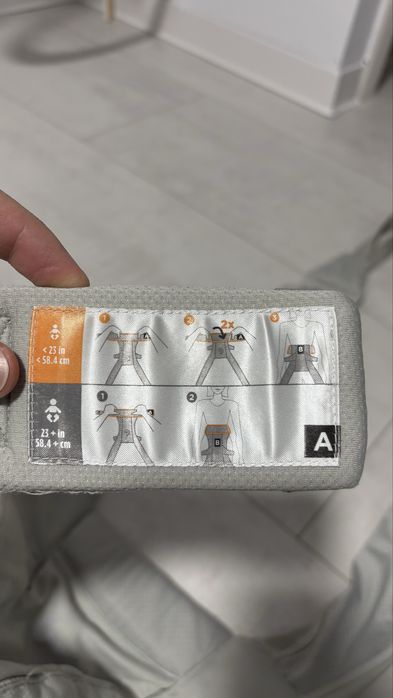 1 2 2x 3
A A B
< 23 in
< 58.4 cm
1 2
A B
23 + in
58,4 + cm
A